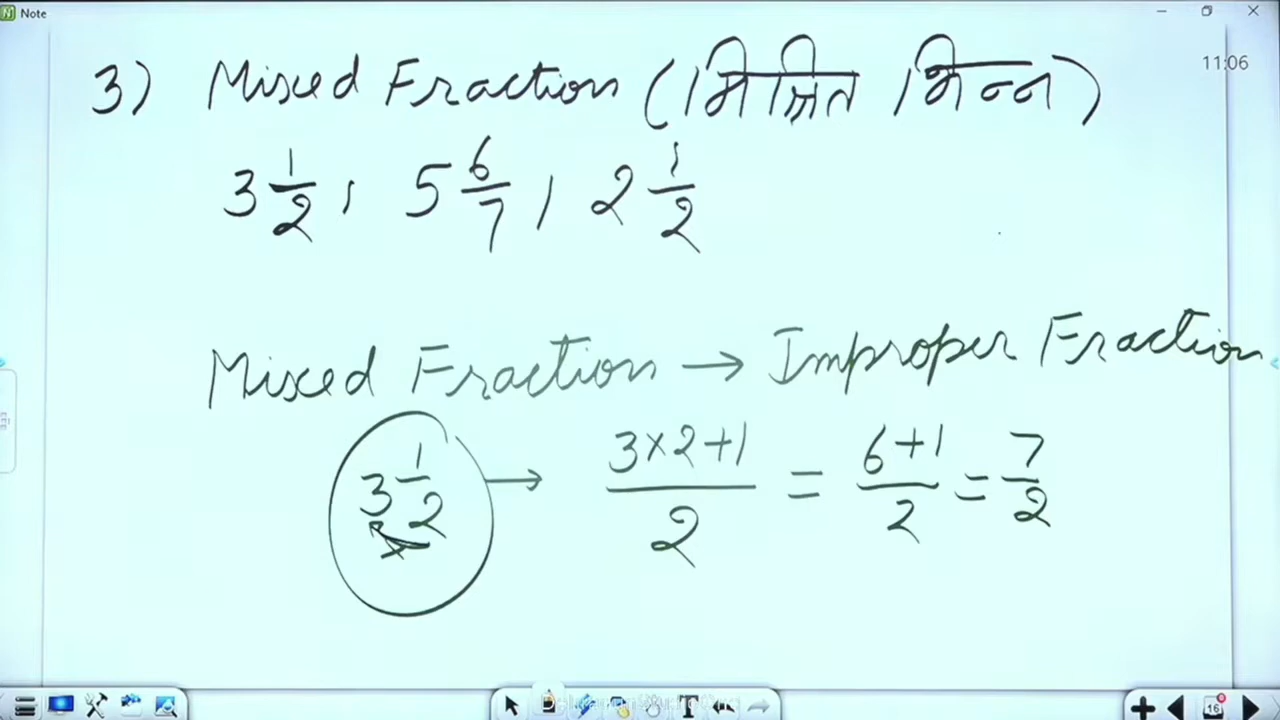 Note
11:06
3) Mixed Fraction (मिश्रित भिन्न)
3 1/2, 5 6/7, 2 1/2
Mixed Fraction → Improper Fraction
3 1/2 → (3×2+1)/2 = (6+1)/2 = 7/2
16